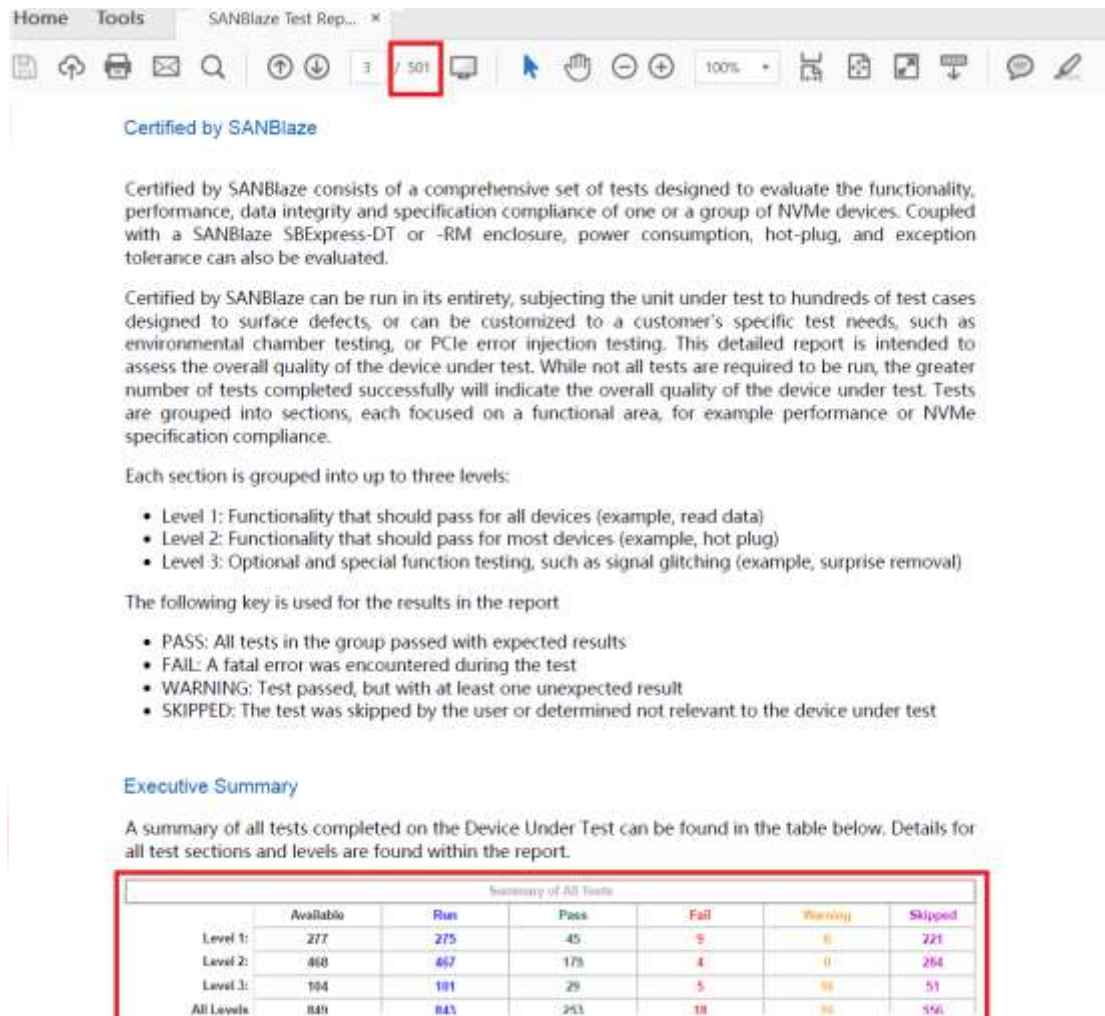 Home Tools SANBlaze Test Rep... ×
3 / 501 100%
Certified by SANBlaze
Certified by SANBlaze consists of a comprehensive set of tests designed to evaluate the functionality,
performance, data integrity and specification compliance of one or a group of NVMe devices. Coupled
with a SANBlaze SBExpress-DT or -RM enclosure, power consumption, hot-plug, and exception
tolerance can also be evaluated.
Certified by SANBlaze can be run in its entirety, subjecting the unit under test to hundreds of test cases
designed to surface defects, or can be customized to a customer's specific test needs, such as
environmental chamber testing, or PCIe error injection testing. This detailed report is intended to
assess the overall quality of the device under test. While not all tests are required to be run, the greater
number of tests completed successfully will indicate the overall quality of the device under test. Tests
are grouped into sections, each focused on a functional area, for example performance or NVMe
specification compliance.
Each section is grouped into up to three levels:
• Level 1: Functionality that should pass for all devices (example, read data)
• Level 2: Functionality that should pass for most devices (example, hot plug)
• Level 3: Optional and special function testing, such as signal glitching (example, surprise removal)
The following key is used for the results in the report
• PASS: All tests in the group passed with expected results
• FAIL: A fatal error was encountered during the test
• WARNING: Test passed, but with at least one unexpected result
• SKIPPED: The test was skipped by the user or determined not relevant to the device under test
Executive Summary
A summary of all tests completed on the Device Under Test can be found in the table below. Details for
all test sections and levels are found within the report.
Summary of All Tests
Available Run Pass Fail Warning Skipped
Level 1: 277 275 45 9 221
Level 2: 468 467 179 4 0 284
Level 3: 104 101 29 5 16 51
All Levels 849 843 253 18 16 556